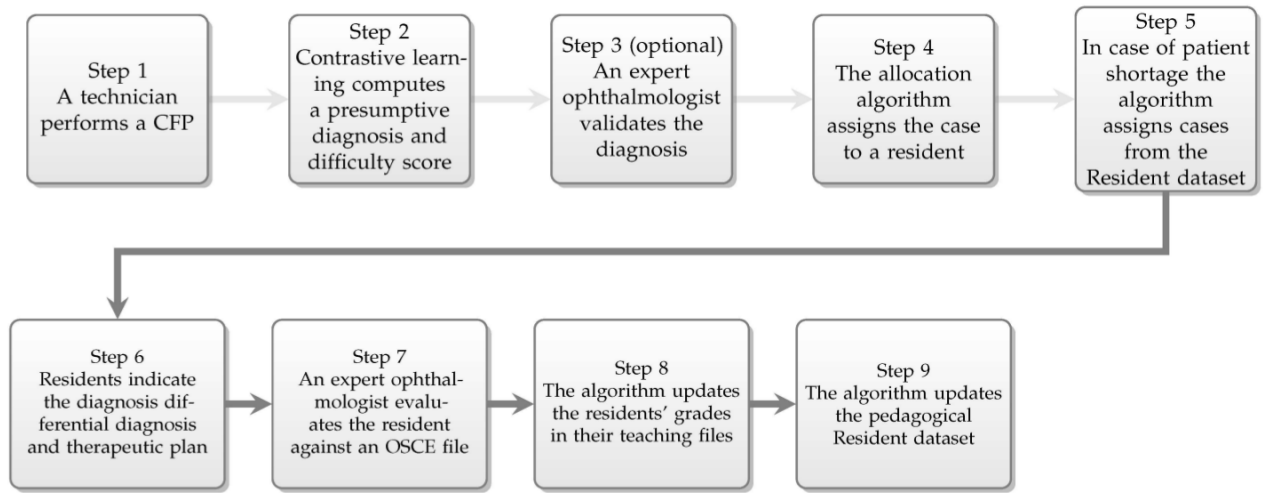 Step 1
A technician
performs a CFP
Step 2
Contrastive learn-
ing computes
a presumptive
diagnosis and
difficulty score
Step 3 (optional)
An expert
ophthalmologist
validates the
diagnosis
Step 4
The allocation
algorithm
assigns the case
to a resident
Step 5
In case of patient
shortage the
algorithm
assigns cases
from the
Resident dataset
Step 6
Residents indicate
the diagnosis dif-
ferential diagnosis
and therapeutic plan
Step 7
An expert ophthal-
mologist evalu-
ates the resident
against an OSCE file
Step 8
The algorithm updates
the residents’ grades
in their teaching files
Step 9
The algorithm updates
the pedagogical
Resident dataset